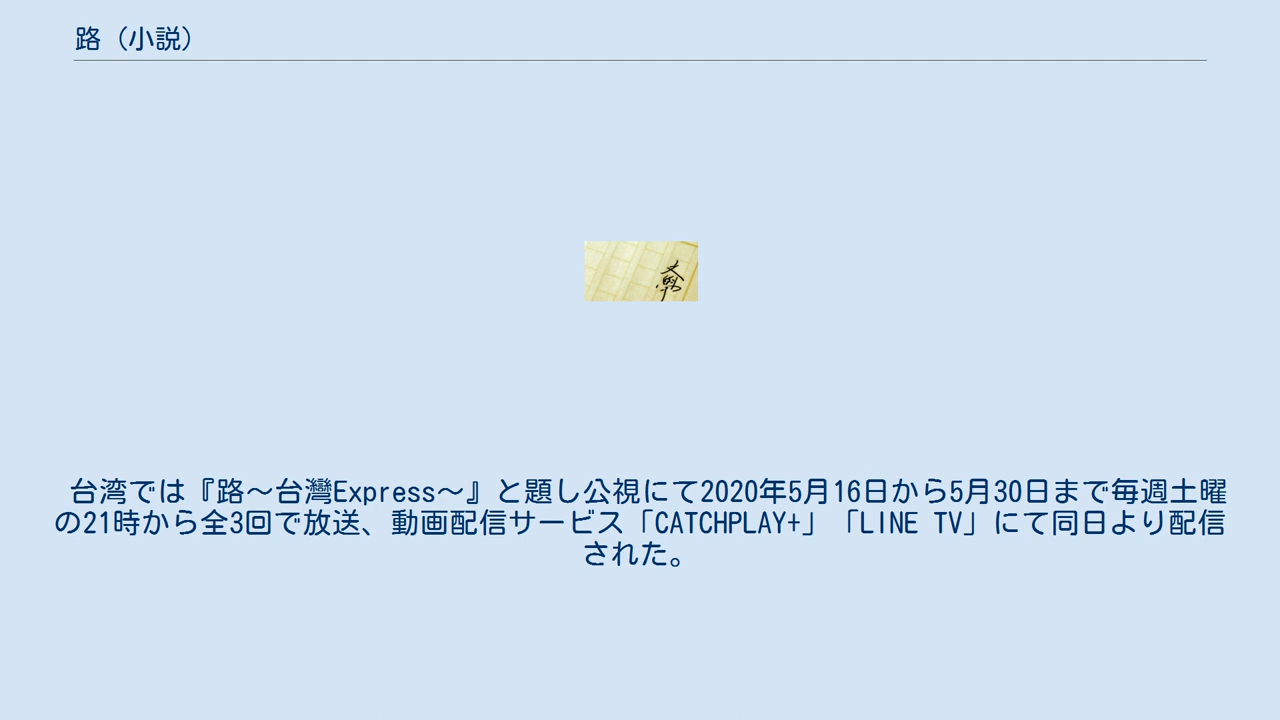 路（小説）
台湾では『路～台灣Express～』と題し公視にて2020年5月16日から5月30日まで毎週土曜
の21時から全3回で放送、動画配信サービス「CATCHPLAY+」「LINE TV」にて同日より配信
された。